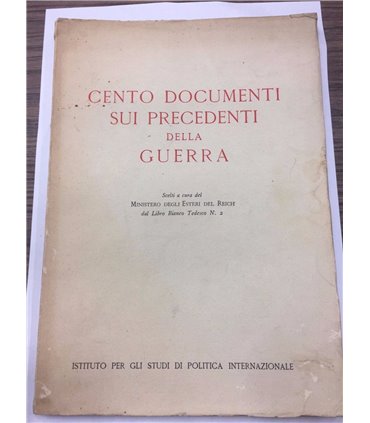 CENTO DOCUMENTI
SUI PRECEDENTI
DELLA
GUERRA
Scelti a cura del
MINISTERO DEGLI ESTERI DEL REICH
dal Libro Bianco Tedesco N. 2
ISTITUTO PER GLI STUDI DI POLITICA INTERNAZIONALE